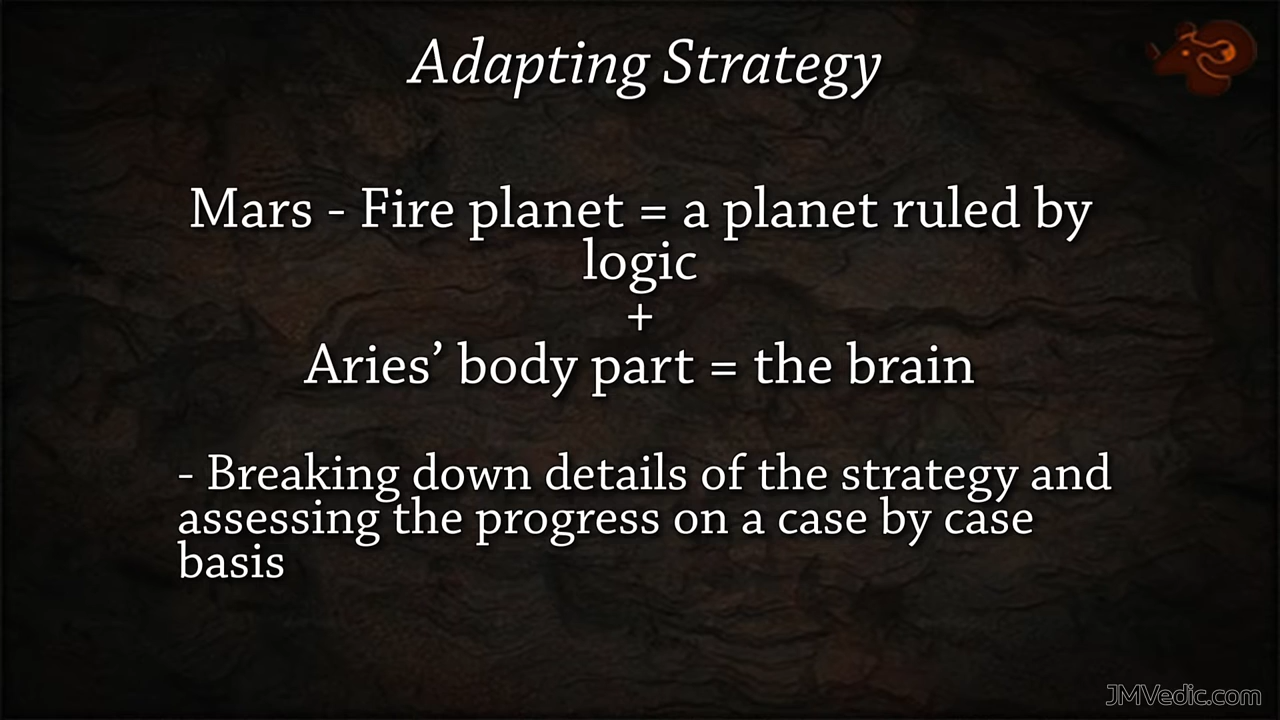 Adapting Strategy
Mars - Fire planet = a planet ruled by
logic
+
Aries’ body part = the brain
- Breaking down details of the strategy and
assessing the progress on a case by case
basis
JMVedic.com